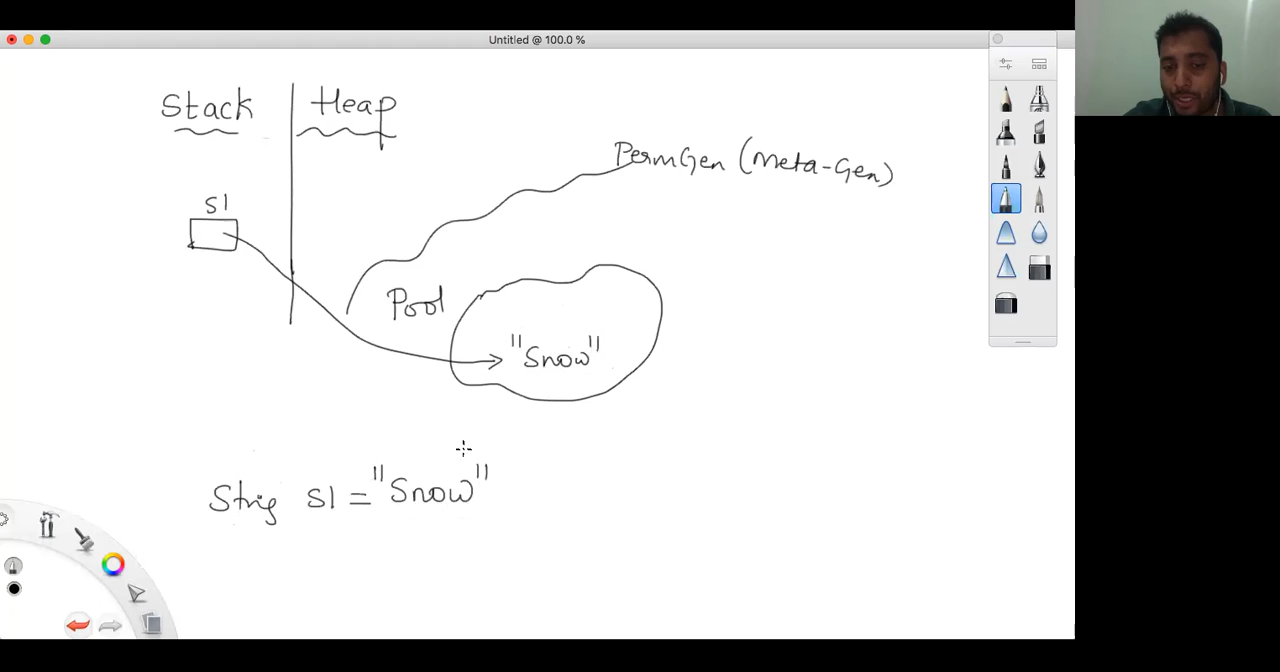 Untitled @ 100.0 %
Stack
Heap
PermGen (Meta-Gen)
S1
Pool
"Snow"
Strig S1 = "Snow"